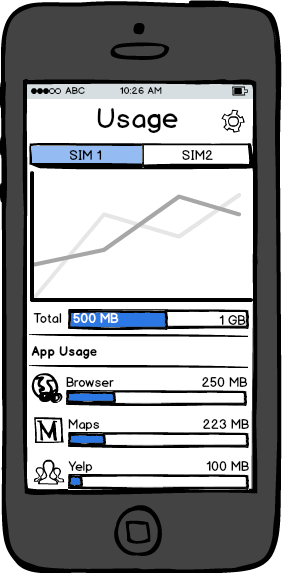 ABC 10:26 AM
Usage
SIM 1 SIM2
Total 500 MB 1 GB
App Usage
Browser 250 MB
M Maps 223 MB
Yelp 100 MB